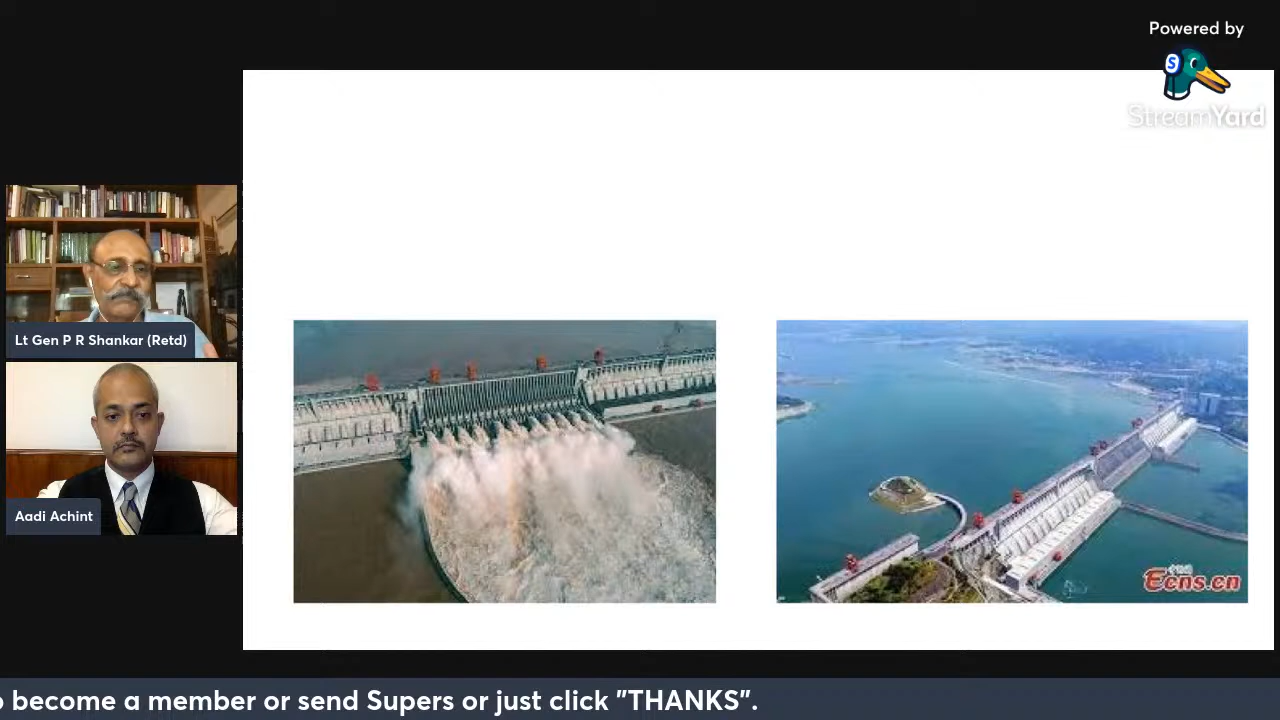 Powered by
StreamYard
Lt Gen P R Shankar (Retd)
Aadi Achint
Ecns.cn
become a member or send Supers or just click "THANKS".